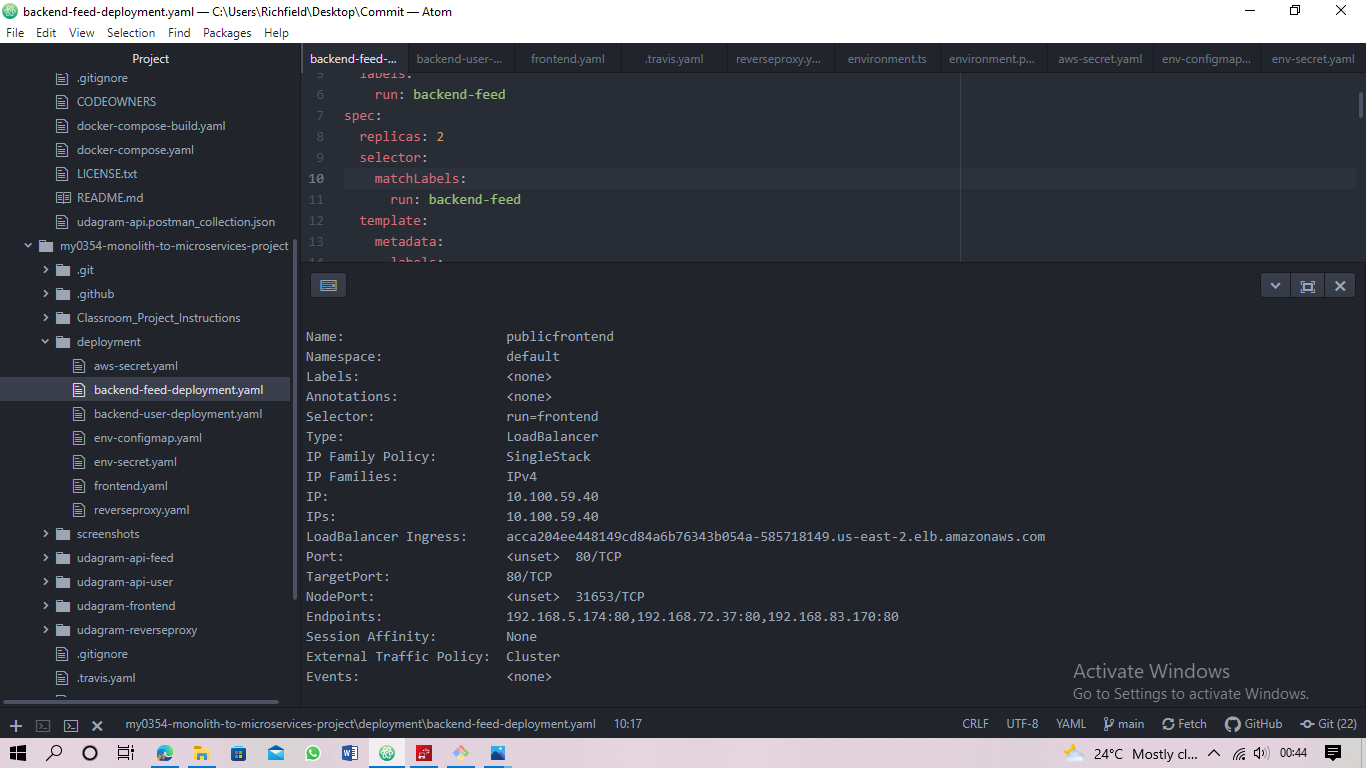 backend-feed-deployment.yaml — C:\Users\Richfield\Desktop\Commit — Atom
File Edit View Selection Find Packages Help
Project
.gitignore
CODEOWNERS
docker-compose-build.yaml
docker-compose.yaml
LICENSE.txt
README.md
udagram-api.postman_collection.json
my0354-monolith-to-microservices-project
.git
.github
Classroom_Project_Instructions
deployment
aws-secret.yaml
backend-feed-deployment.yaml
backend-user-deployment.yaml
env-configmap.yaml
env-secret.yaml
frontend.yaml
reverseproxy.yaml
screenshots
udagram-api-feed
udagram-api-user
udagram-frontend
udagram-reverseproxy
.gitignore
.travis.yaml
backend-feed-... backend-user-... frontend.yaml .travis.yaml reverseproxy.y... environment.ts environment.p... aws-secret.yaml env-configmap... env-secret.yaml
5 labels:
6 run: backend-feed
7 spec:
8 replicas: 2
9 selector:
10 matchLabels:
11 run: backend-feed
12 template:
13 metadata:
14 labels:
Name: publicfrontend
Namespace: default
Labels: <none>
Annotations: <none>
Selector: run=frontend
Type: LoadBalancer
IP Family Policy: SingleStack
IP Families: IPv4
IP: 10.100.59.40
IPs: 10.100.59.40
LoadBalancer Ingress: acca204ee448149cd84a6b76343b054a-585718149.us-east-2.elb.amazonaws.com
Port: <unset> 80/TCP
TargetPort: 80/TCP
NodePort: <unset> 31653/TCP
Endpoints: 192.168.5.174:80,192.168.72.37:80,192.168.83.170:80
Session Affinity: None
External Traffic Policy: Cluster
Events: <none>
Activate Windows
Go to Settings to activate Windows.
my0354-monolith-to-microservices-project\deployment\backend-feed-deployment.yaml 10:17 CRLF UTF-8 YAML main Fetch GitHub Git (22)
24°C Mostly cl... 00:44